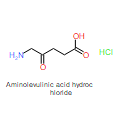 OH
HCl
H₂N
O
O
Aminolevulinic acid hydroc
hloride